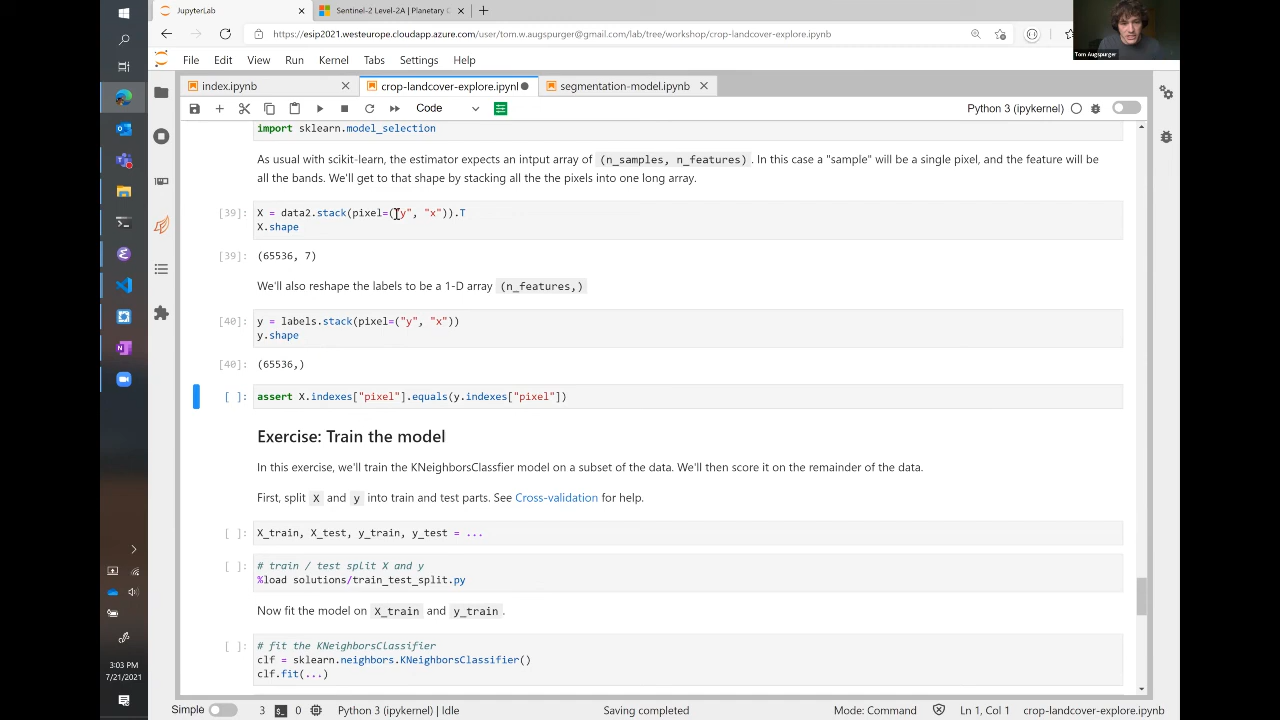 JupyterLab
Sentinel-2 Level-2A | Planetary C
https://esip2021.westeurope.cloudapp.azure.com/user/tom.w.augspurger@gmail.com/lab/tree/workshop/crop-landcover-explore.ipynb
Tom Augspurger
File Edit View Run Kernel Tabs Settings Help
index.ipynb
crop-landcover-explore.ipynb
segmentation-model.ipynb
Code
Python 3 (ipykernel)
import sklearn.model_selection
As usual with scikit-learn, the estimator expects an intput array of (n_samples, n_features). In this case a "sample" will be a single pixel, and the feature will be
all the bands. We'll get to that shape by stacking all the the pixels into one long array.
[39]: X = data2.stack(pixel=("y", "x")).T
X.shape
[39]: (65536, 7)
We'll also reshape the labels to be a 1-D array (n_features,)
[40]: y = labels.stack(pixel=("y", "x"))
y.shape
[40]: (65536,)
[ ]: assert X.indexes["pixel"].equals(y.indexes["pixel"])
Exercise: Train the model
In this exercise, we'll train the KNeighborsClassfier model on a subset of the data. We'll then score it on the remainder of the data.
First, split X and y into train and test parts. See Cross-validation for help.
[ ]: X_train, X_test, y_train, y_test = ...
[ ]: # train / test split X and y
%load solutions/train_test_split.py
Now fit the model on X_train and y_train.
[ ]: # fit the KNeighborsClassifier
clf = sklearn.neighbors.KNeighborsClassifier()
clf.fit(...)
3:03 PM
7/21/2021
Simple 3 0 Python 3 (ipykernel) | Idle Saving completed Mode: Command Ln 1, Col 1 crop-landcover-explore.ipynb